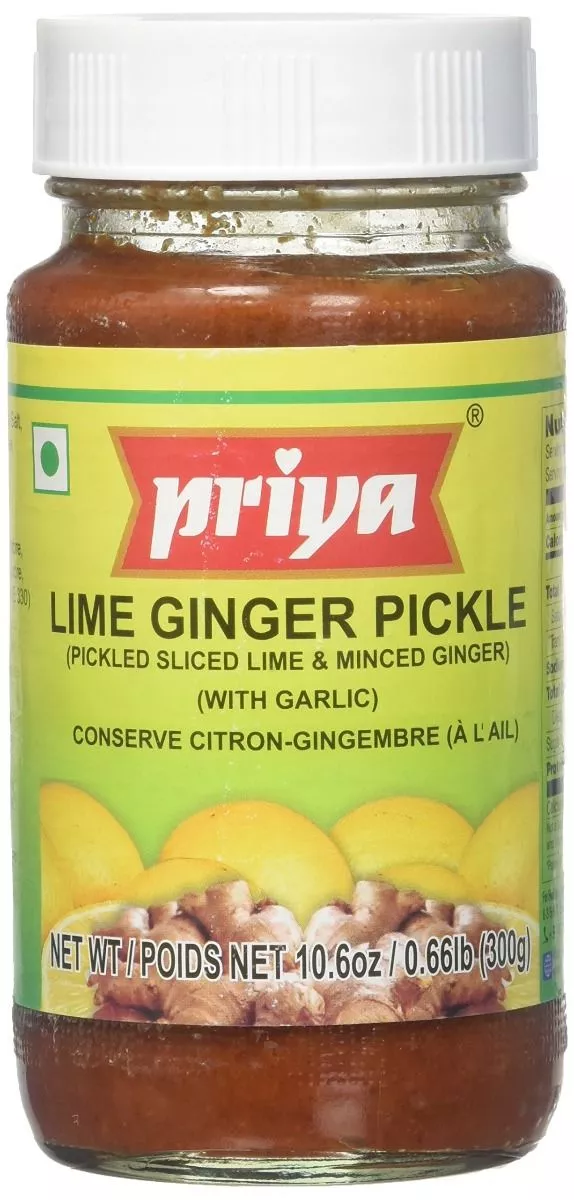 ®
priya
LIME GINGER PICKLE
(PICKLED SLICED LIME & MINCED GINGER)
(WITH GARLIC)
CONSERVE CITRON-GINGEMBRE (À L'AIL)
NET WT / POIDS NET 10.6oz / 0.66lb (300g)